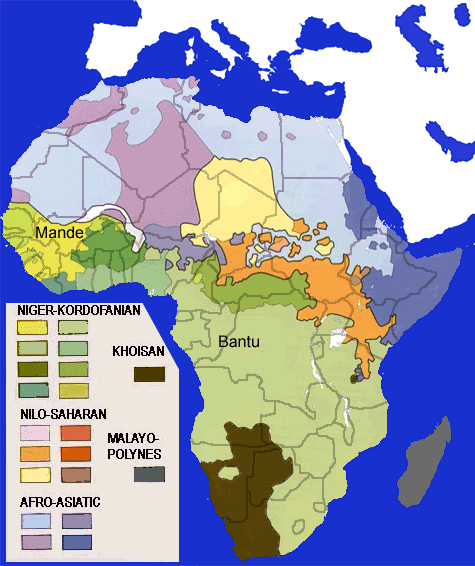 Mande
Bantu
NIGER-KORDOFANIAN
KHOISAN
NILO-SAHARAN
MALAYO-
POLYNES
AFRO-ASIATIC